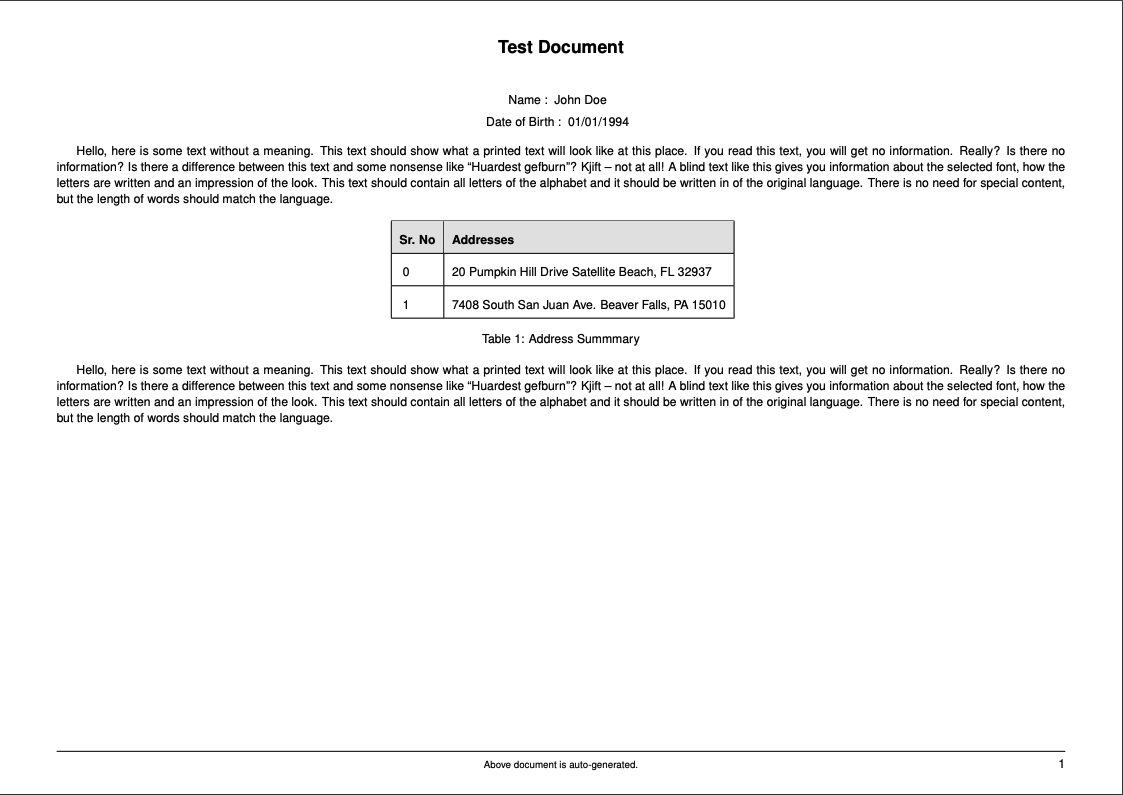 Test Document
Name : John Doe
Date of Birth : 01/01/1994
Hello, here is some text without a meaning. This text should show what a printed text will look like at this place. If you read this text, you will get no information. Really? Is there no
information? Is there a difference between this text and some nonsense like “Huardest gefburn”? Kjift – not at all! A blind text like this gives you information about the selected font, how the
letters are written and an impression of the look. This text should contain all letters of the alphabet and it should be written in of the original language. There is no need for special content,
but the length of words should match the language.
Sr. No Addresses
0 20 Pumpkin Hill Drive Satellite Beach, FL 32937
1 7408 South San Juan Ave. Beaver Falls, PA 15010
Table 1: Address Summmary
Hello, here is some text without a meaning. This text should show what a printed text will look like at this place. If you read this text, you will get no information. Really? Is there no
information? Is there a difference between this text and some nonsense like “Huardest gefburn”? Kjift – not at all! A blind text like this gives you information about the selected font, how the
letters are written and an impression of the look. This text should contain all letters of the alphabet and it should be written in of the original language. There is no need for special content,
but the length of words should match the language.
Above document is auto-generated. 1